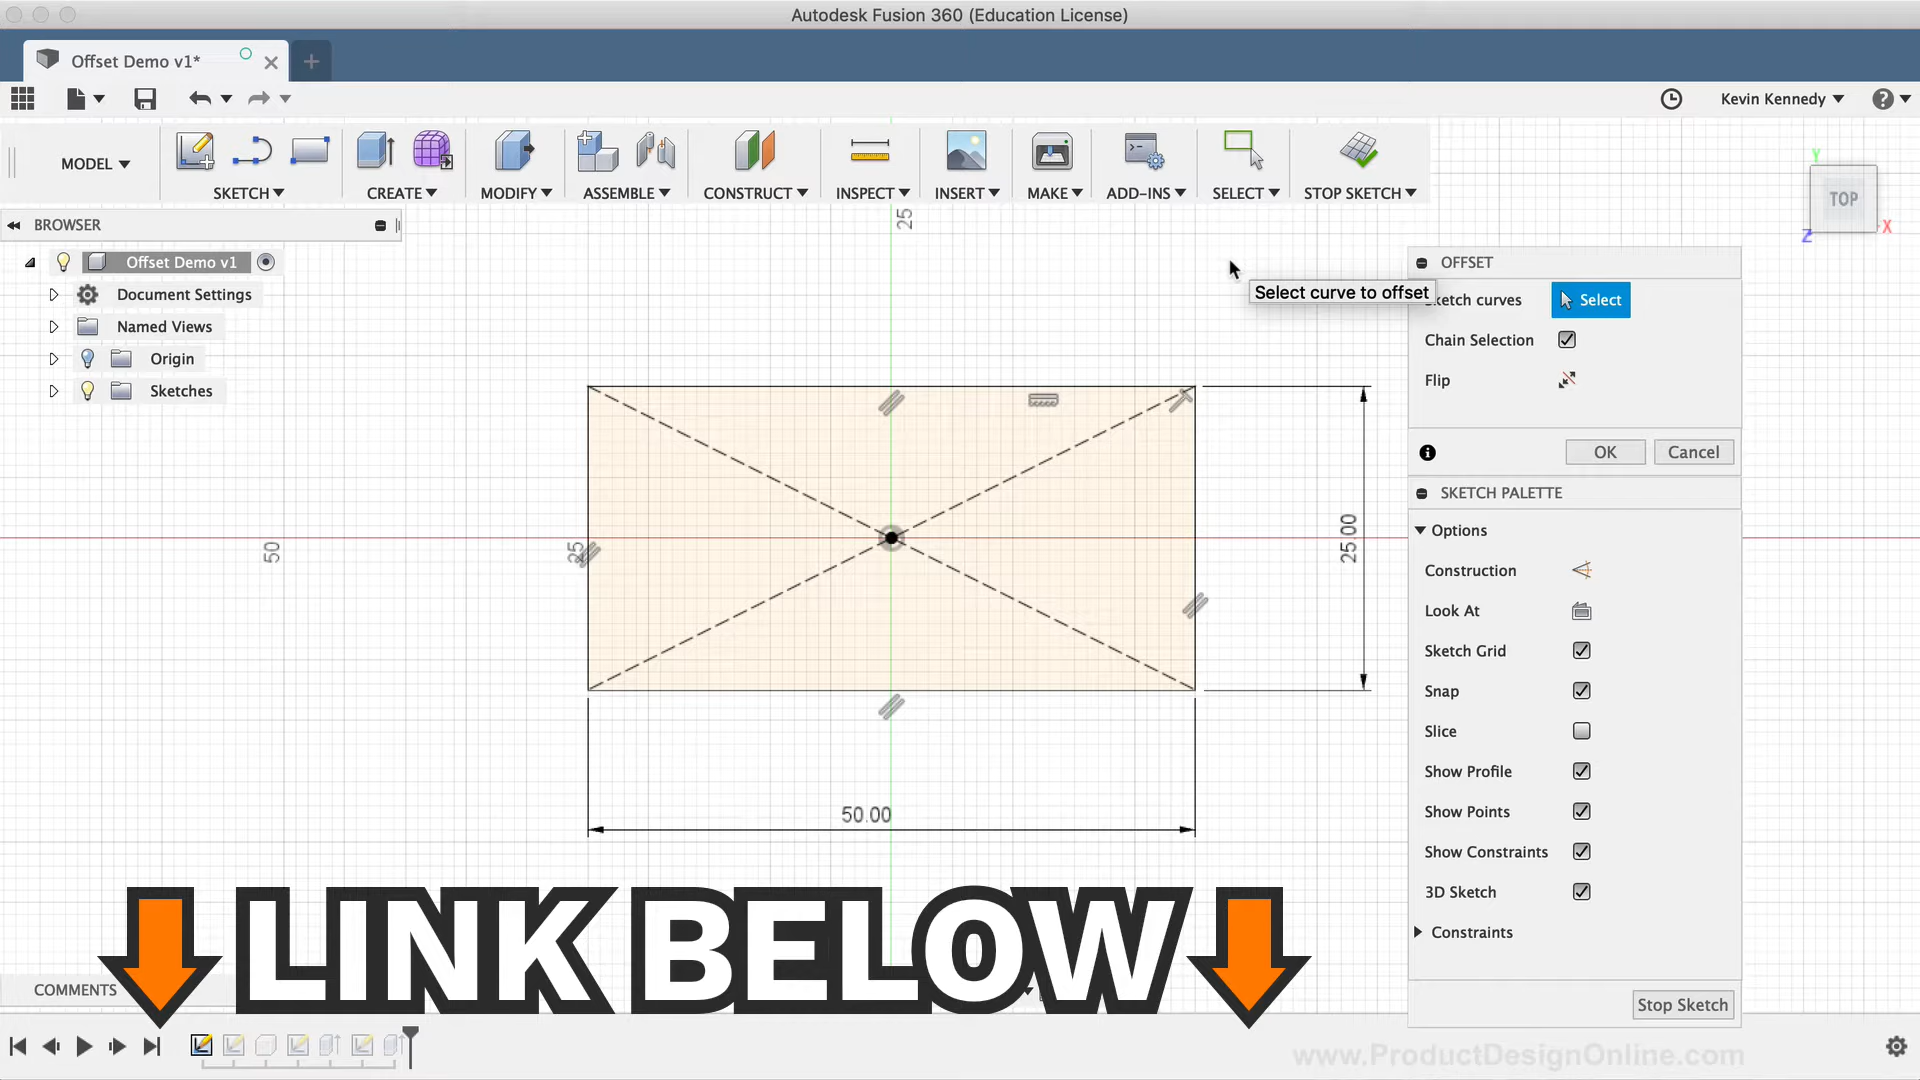 Autodesk Fusion 360 (Education License)
Offset Demo v1*
Kevin Kennedy
MODEL
SKETCH
CREATE
MODIFY
ASSEMBLE
CONSTRUCT
INSPECT
INSERT
MAKE
ADD-INS
SELECT
STOP SKETCH
TOP
Y
X
Z
BROWSER
Offset Demo v1
Document Settings
Named Views
Origin
Sketches
25
50
25
25.00
50.00
Select curve to offset
OFFSET
Sketch curves
Select
Chain Selection
Flip
OK
Cancel
SKETCH PALETTE
Options
Construction
Look At
Sketch Grid
Snap
Slice
Show Profile
Show Points
Show Constraints
3D Sketch
Constraints
Stop Sketch
LINK BELOW
COMMENTS
www.ProductDesignOnline.com